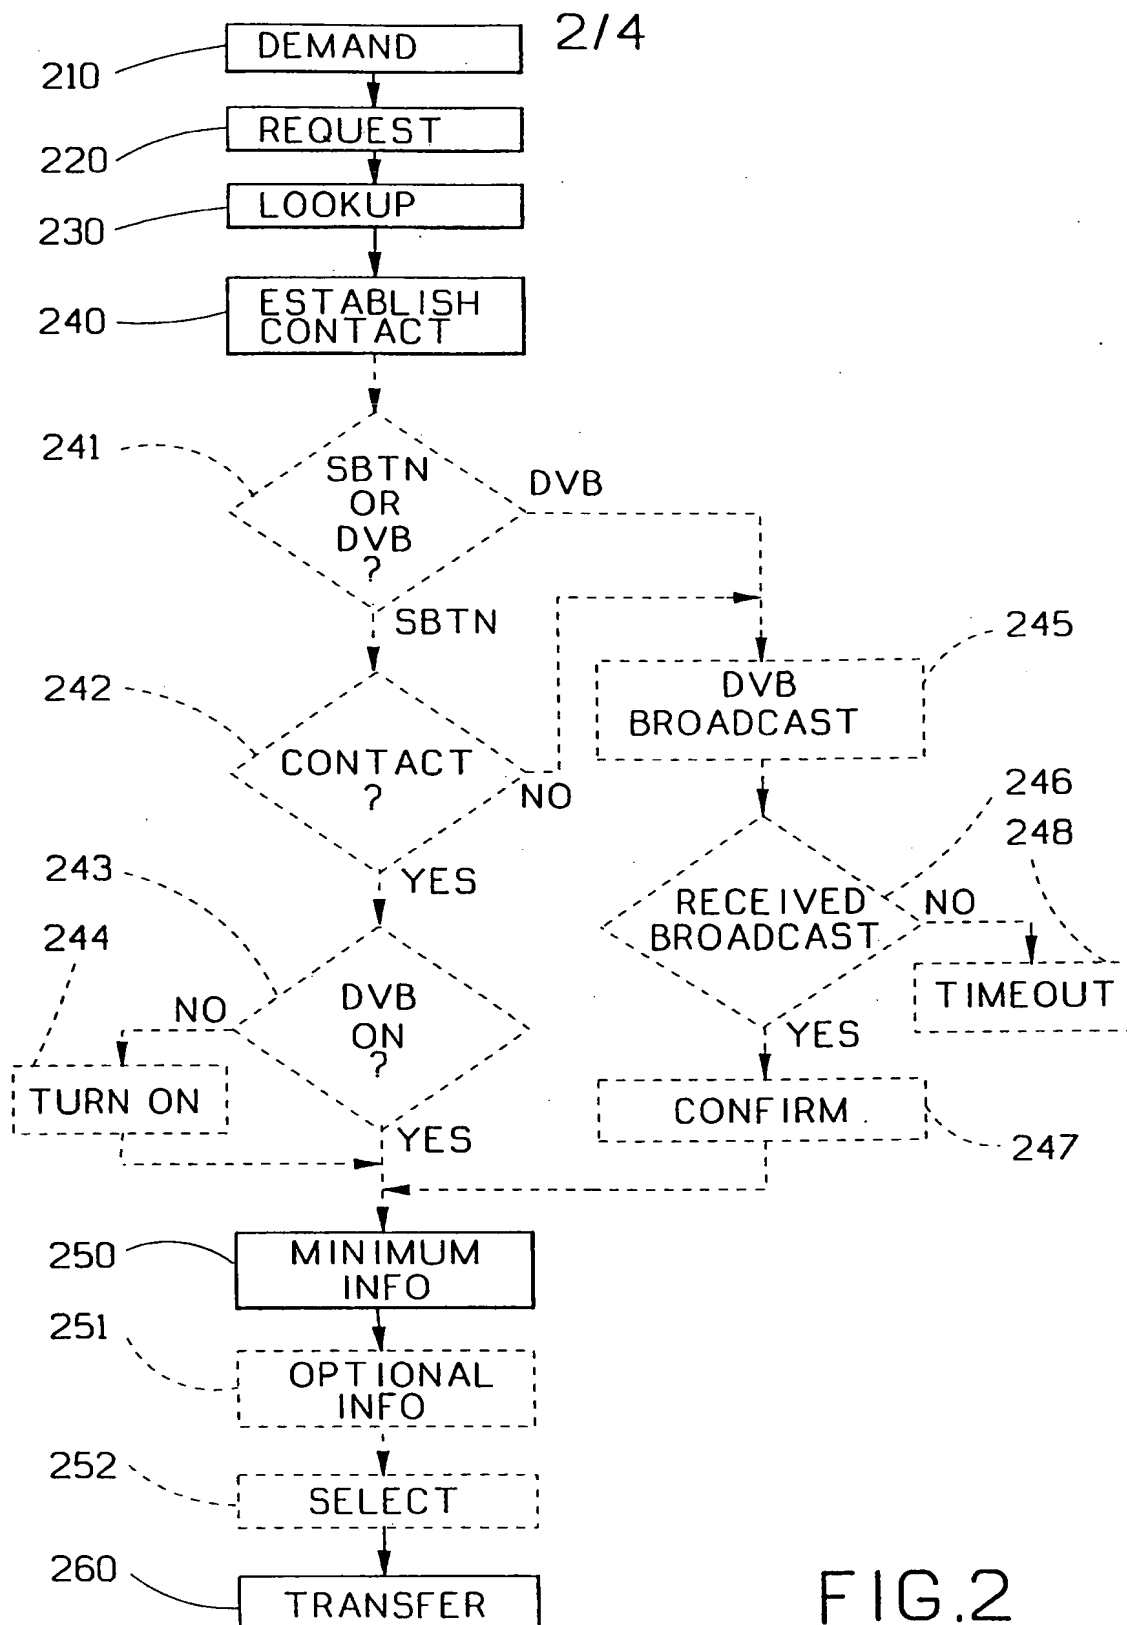 2/4
DEMAND
210
REQUEST
220
LOOKUP
230
ESTABLISH
CONTACT
240
241
SBTN
OR
DVB
?
DVB
SBTN
245
DVB
BROADCAST
242
CONTACT
?
NO
YES
246
248
243
RECEIVED
BROADCAST
NO
TIMEOUT
YES
244
NO
DVB
ON
?
TURN ON
YES
CONFIRM
247
250
MINIMUM
INFO
251
OPTIONAL
INFO
252
SELECT
260
TRANSFER
FIG.2